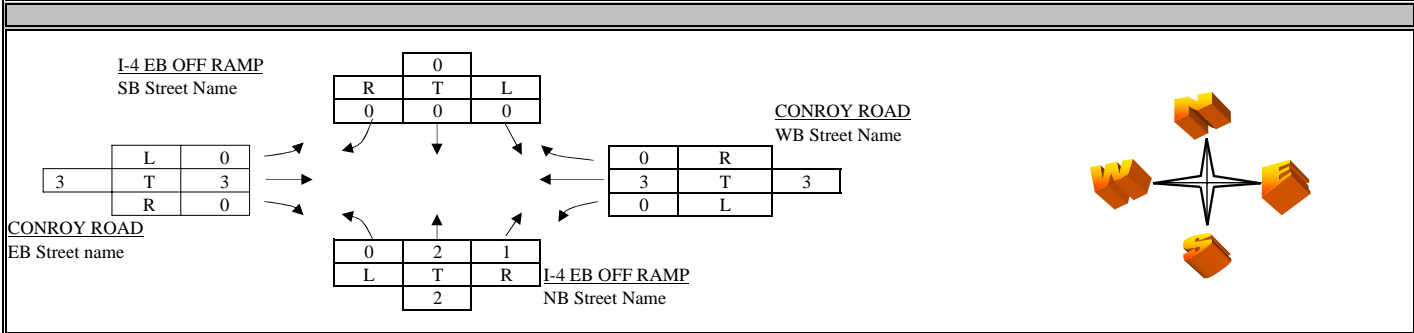 I-4 EB OFF RAMP
SB Street Name
0
R T L
0 0 0
CONROY ROAD
WB Street Name
L 0
3 T 3
R 0
0 R
3 T 3
0 L
CONROY ROAD
EB Street name
0 2 1
L T R
2
I-4 EB OFF RAMP
NB Street Name
N
W E
S